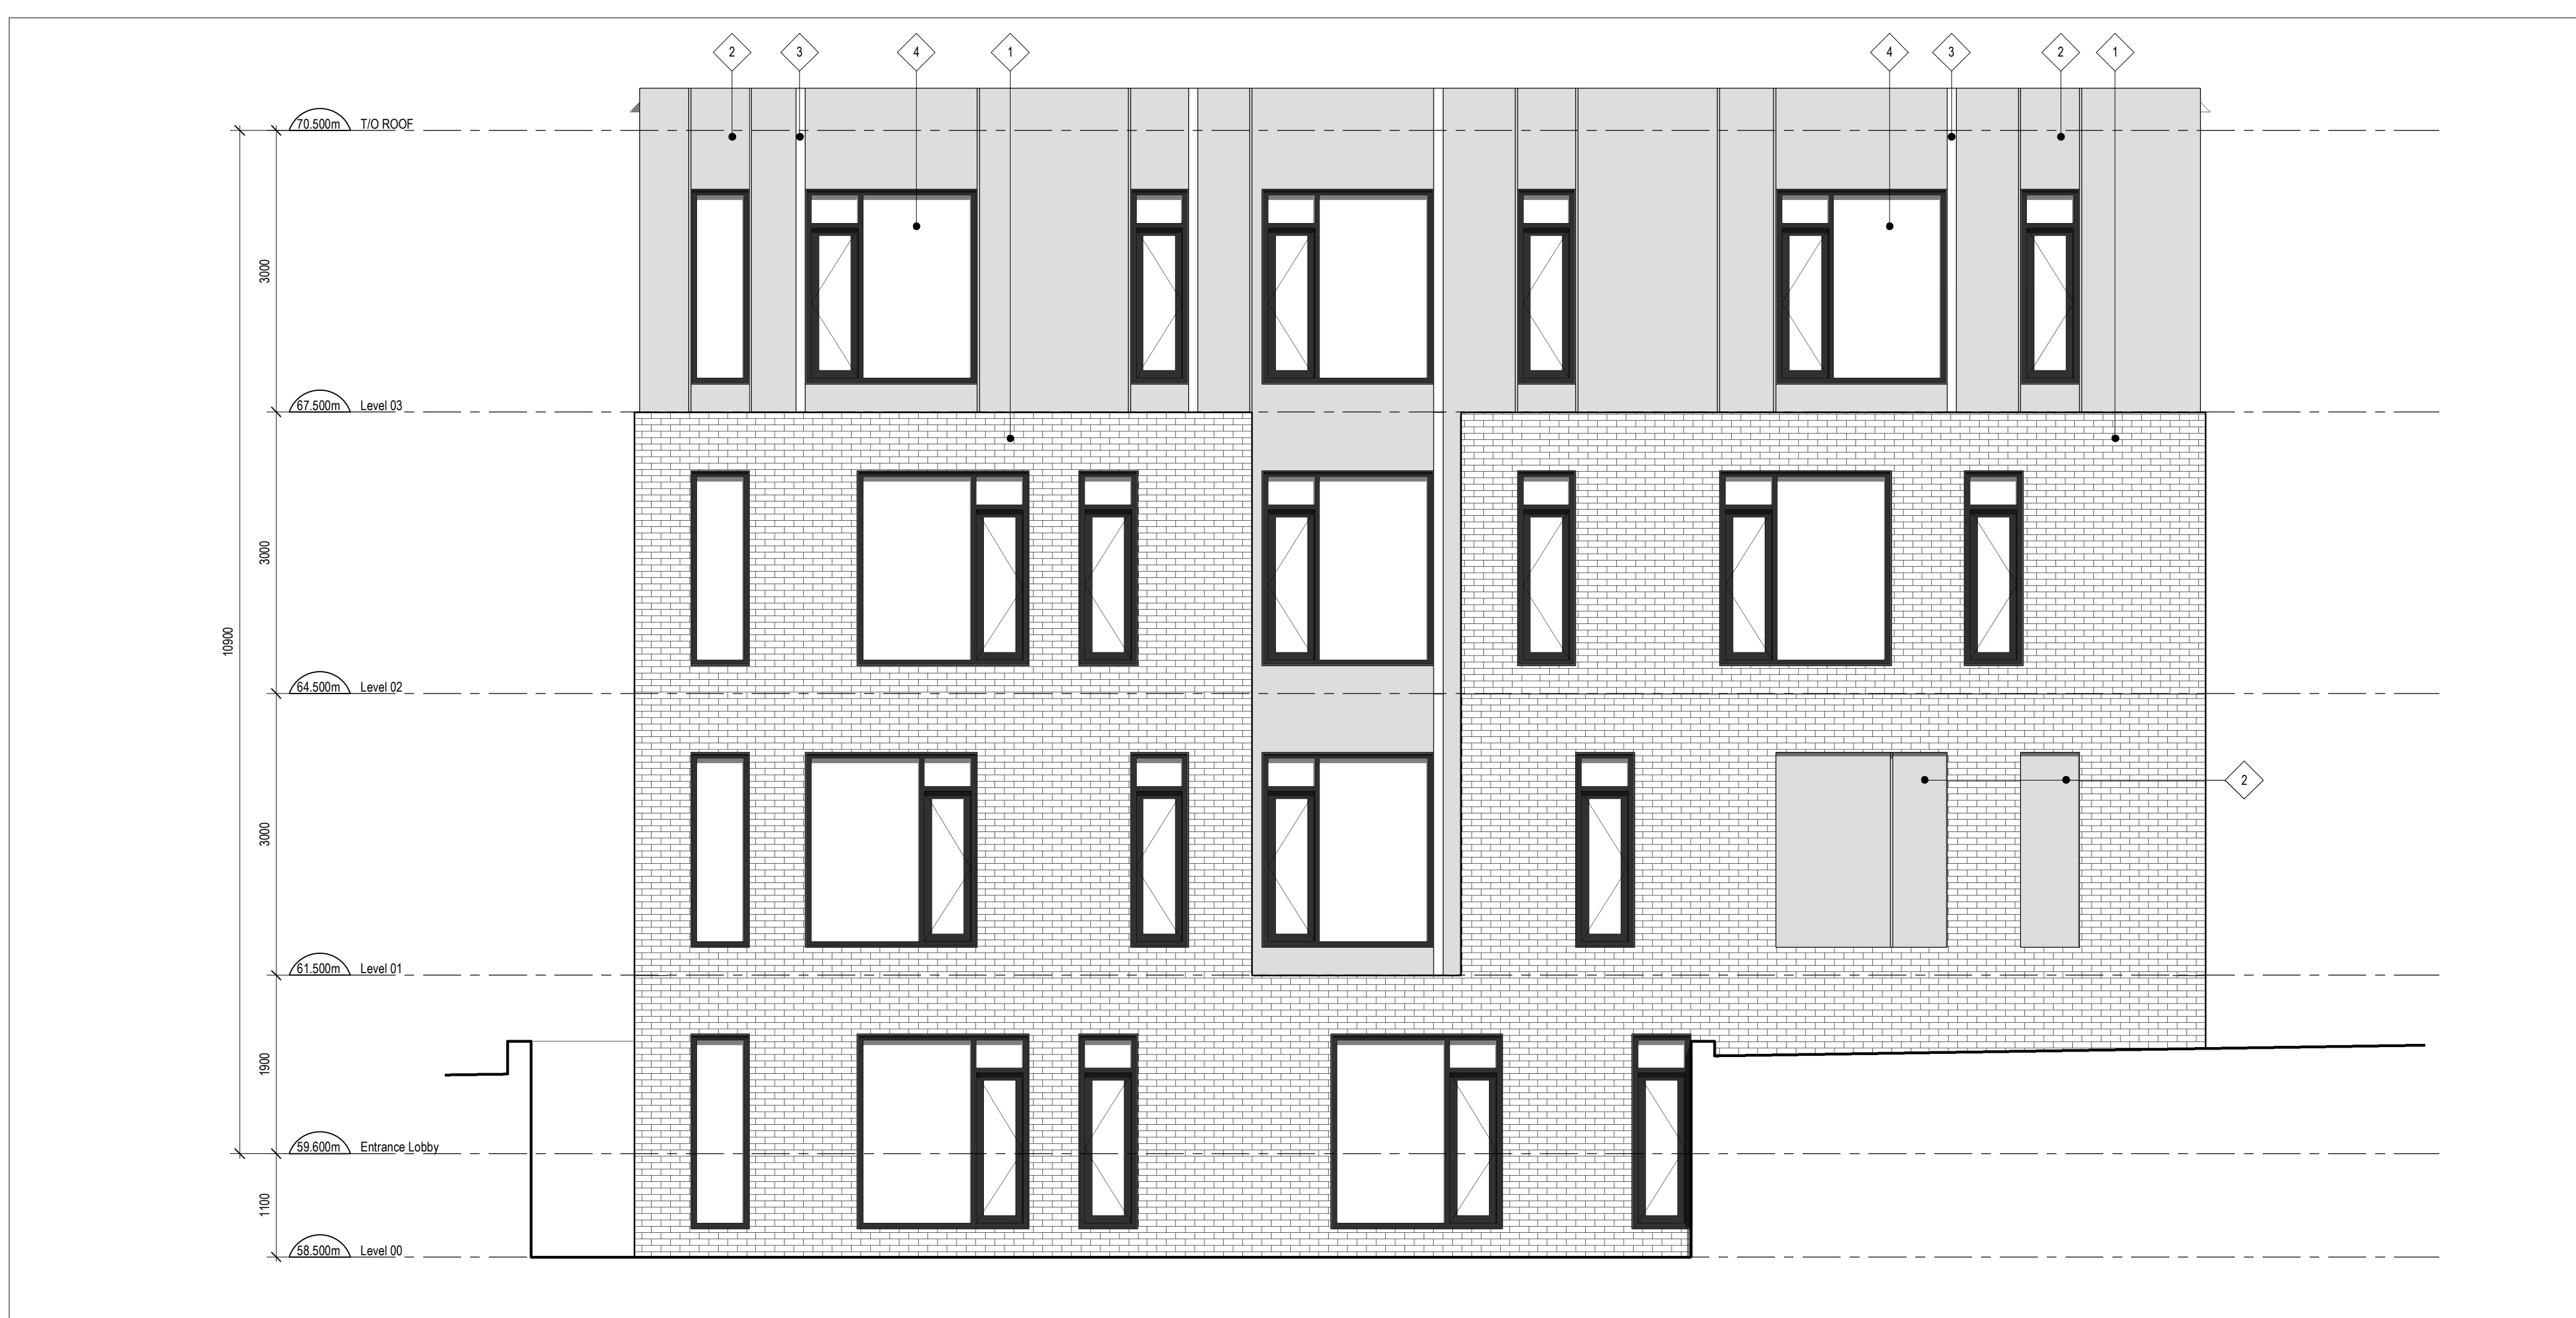 2 3 4 1 4 3 2 1
70.500m T/O ROOF
3000
67.500m Level 03
3000
10900
64.500m Level 02
3000
2
61.500m Level 01
1900
59.600m Entrance Lobby
1100
58.500m Level 00